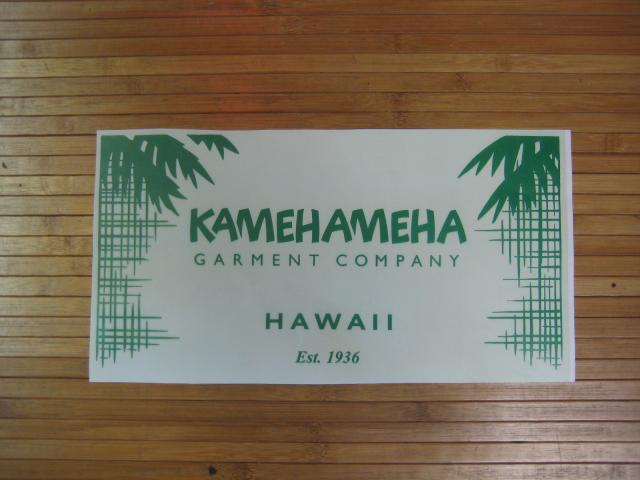 KAMEHAMEHA
GARMENT COMPANY
HAWAII
Est. 1936